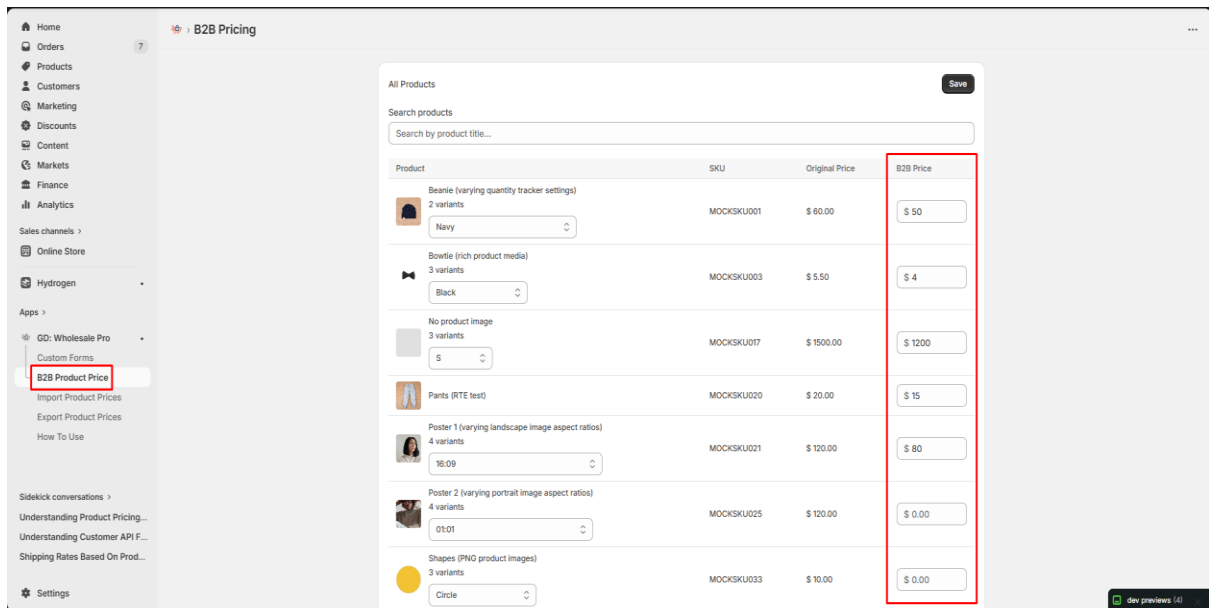 Home
Orders 7
Products
Customers
Marketing
Discounts
Content
Markets
Finance
Analytics
Sales channels >
Online Store
Hydrogen
Apps >
GD: Wholesale Pro
Custom Forms
B2B Product Price
Import Product Prices
Export Product Prices
How To Use
Sidekick conversations >
Understanding Product Pricing...
Understanding Customer API F...
Shipping Rates Based On Prod...
Settings
› B2B Pricing
All Products
Save
Search products
Search by product title...
Product SKU Original Price B2B Price
Beanie (varying quantity tracker settings)
2 variants
Navy
MOCKSKU001 $ 60.00 $ 50
Bowtie (rich product media)
3 variants
Black
MOCKSKU003 $ 5.50 $ 4
No product image
3 variants
S
MOCKSKU017 $ 1500.00 $ 1200
Pants (RTE test) MOCKSKU020 $ 20.00 $ 15
Poster 1 (varying landscape image aspect ratios)
4 variants
16:09
MOCKSKU021 $ 120.00 $ 80
Poster 2 (varying portrait image aspect ratios)
4 variants
01:01
MOCKSKU025 $ 120.00 $ 0.00
Shapes (PNG product images)
3 variants
Circle
MOCKSKU033 $ 10.00 $ 0.00
dev previews (4)